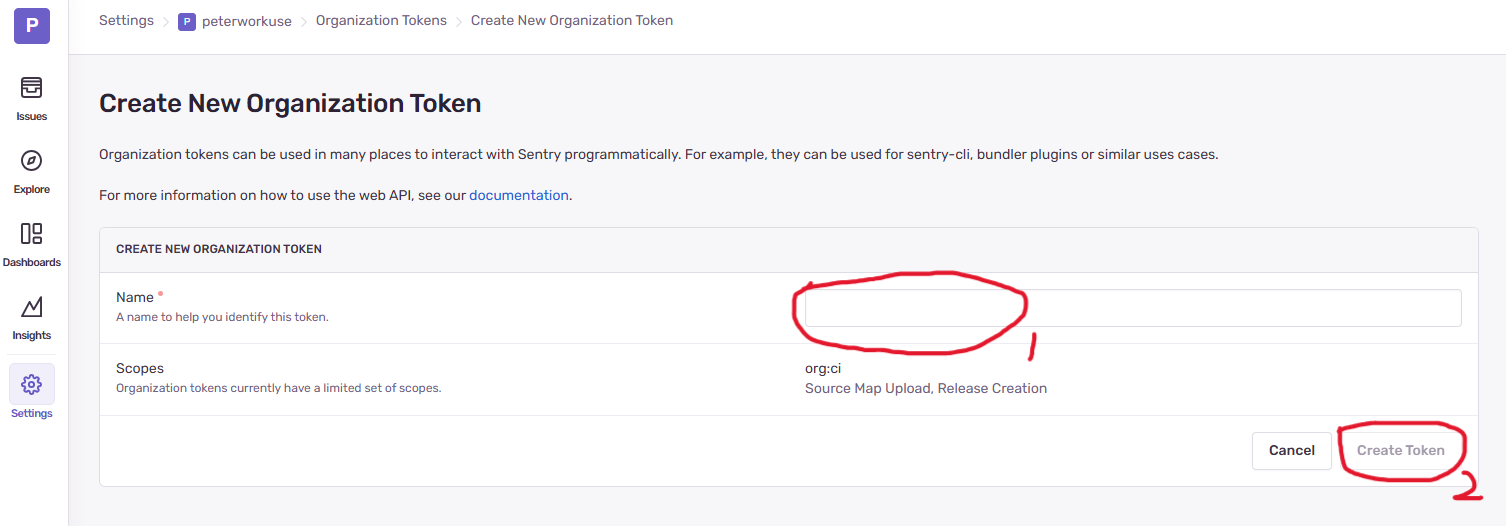 P
Settings
P
peterworkuse
Organization Tokens
Create New Organization Token
Issues
Explore
Dashboards
Insights
Settings
Create New Organization Token
Organization tokens can be used in many places to interact with Sentry programmatically. For example, they can be used for sentry-cli, bundler plugins or similar uses cases.
For more information on how to use the web API, see our documentation.
CREATE NEW ORGANIZATION TOKEN
Name *
A name to help you identify this token.
1
Scopes
Organization tokens currently have a limited set of scopes.
org:ci
Source Map Upload, Release Creation
Cancel
Create Token
2